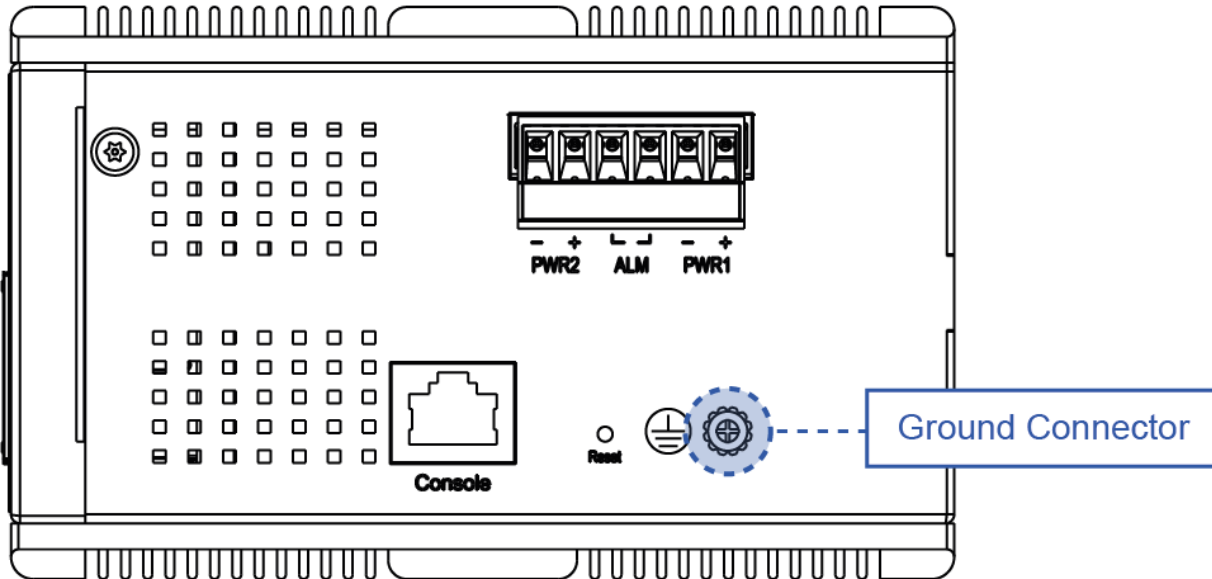 - + - +
PWR2 ALM PWR1
Console
Reset
Ground Connector